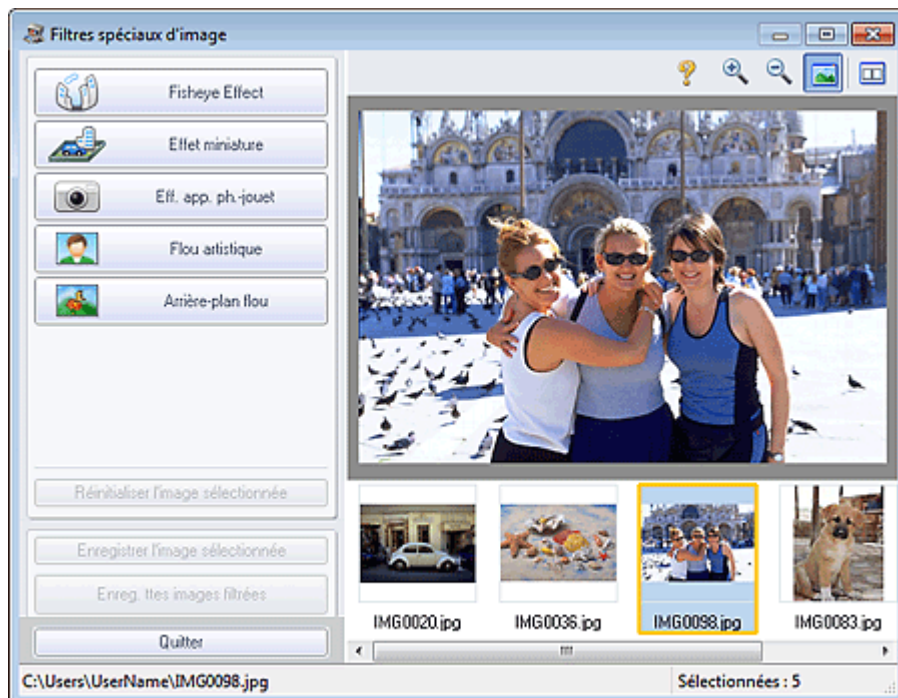 Filtres spéciaux d'image
Fisheye Effect
Effet miniature
Eff. app. ph.-jouet
Flou artistique
Arrière-plan flou
Réinitialiser l'image sélectionnée
Enregistrer l'image sélectionnée
Enreg. ttes images filtrées
Quitter
IMG0020.jpg
IMG0036.jpg
IMG0098.jpg
IMG0083.jpg
C:\Users\UserName\IMG0098.jpg
Sélectionnées : 5